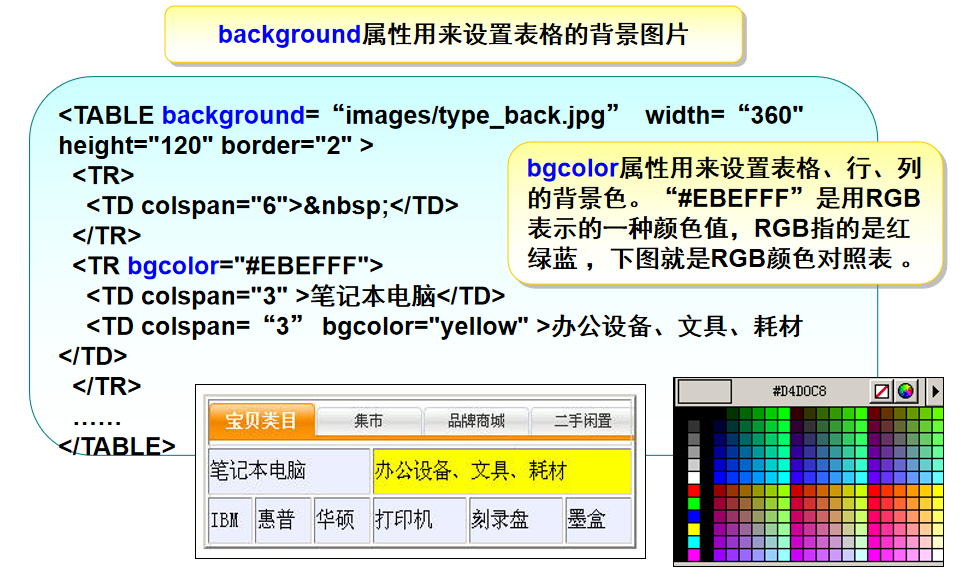 background属性用来设置表格的背景图片
<TABLE background=“images/type_back.jpg” width=“360"
height="120" border="2" >
<TR>
<TD colspan="6">&nbsp;</TD>
</TR>
<TR bgcolor="#EBEFFF">
<TD colspan="3" >笔记本电脑</TD>
<TD colspan=“3” bgcolor="yellow" >办公设备、文具、耗材
</TD>
</TR>
……
</TABLE>
bgcolor属性用来设置表格、行、列
的背景色。“#EBEFFF”是用RGB
表示的一种颜色值，RGB指的是红
绿蓝 ，下图就是RGB颜色对照表 。
宝贝类目 集市 品牌商城 二手闲置
笔记本电脑 办公设备、文具、耗材
IBM 惠普 华硕 打印机 刻录盘 墨盒
#D4D0C8